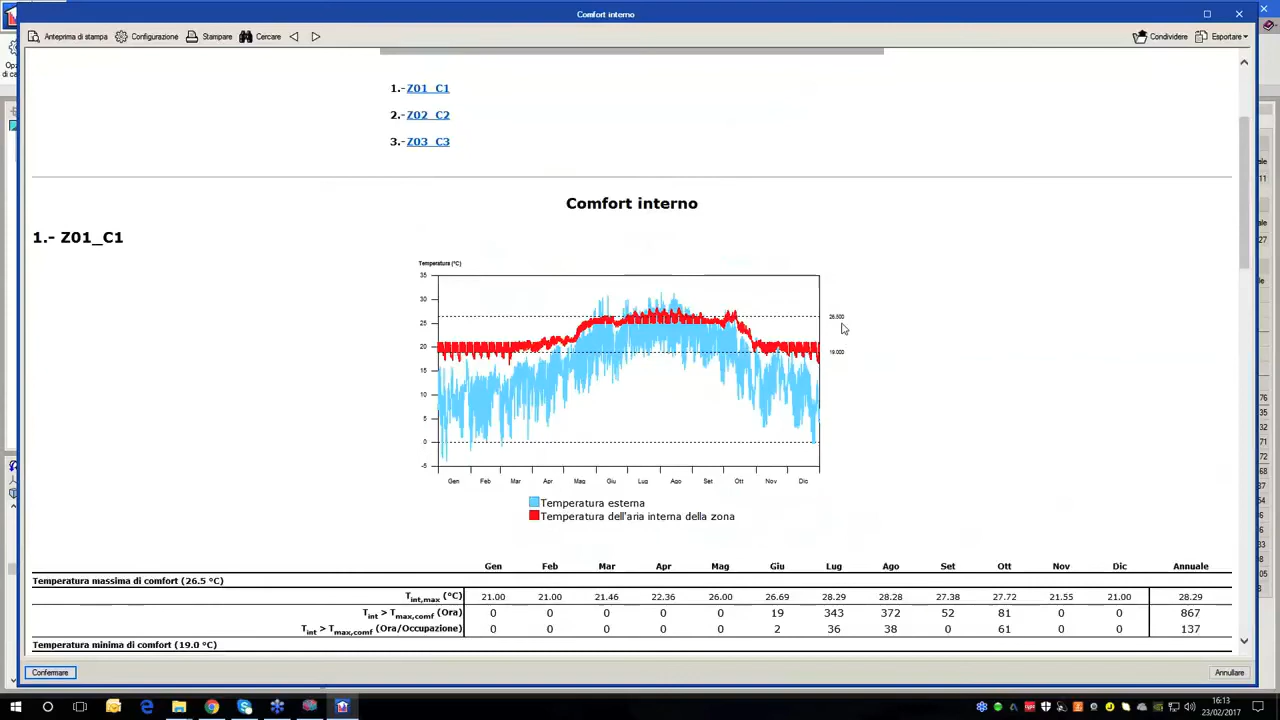 Comfort interno
Anteprima di stampa Configurazione Stampare Cercare Condividere Esportare
1.- Z01_C1
2.- Z02_C2
3.- Z03_C3
Comfort interno
1.- Z01_C1
Temperatura (°C)
35
30
26.500
25
20
19.000
15
10
5
0
-5
Gen Feb Mar Apr Mag Giu Lug Ago Set Ott Nov Dic
Temperatura esterna
Temperatura dell'aria interna della zona
Gen Feb Mar Apr Mag Giu Lug Ago Set Ott Nov Dic Annuale
Temperatura massima di comfort (26.5 °C)
Tint,max (°C) 21.00 21.00 21.46 22.36 26.00 26.69 28.29 28.28 27.38 27.72 21.55 21.00 28.29
Tint > Tmax,comf (Ora) 0 0 0 0 0 19 343 372 52 81 0 0 867
Tint > Tmax,comf (Ora/Occupazione) 0 0 0 0 0 2 36 38 0 61 0 0 137
Temperatura minima di comfort (19.0 °C)
Confermare Annullare
16:13
23/02/2017